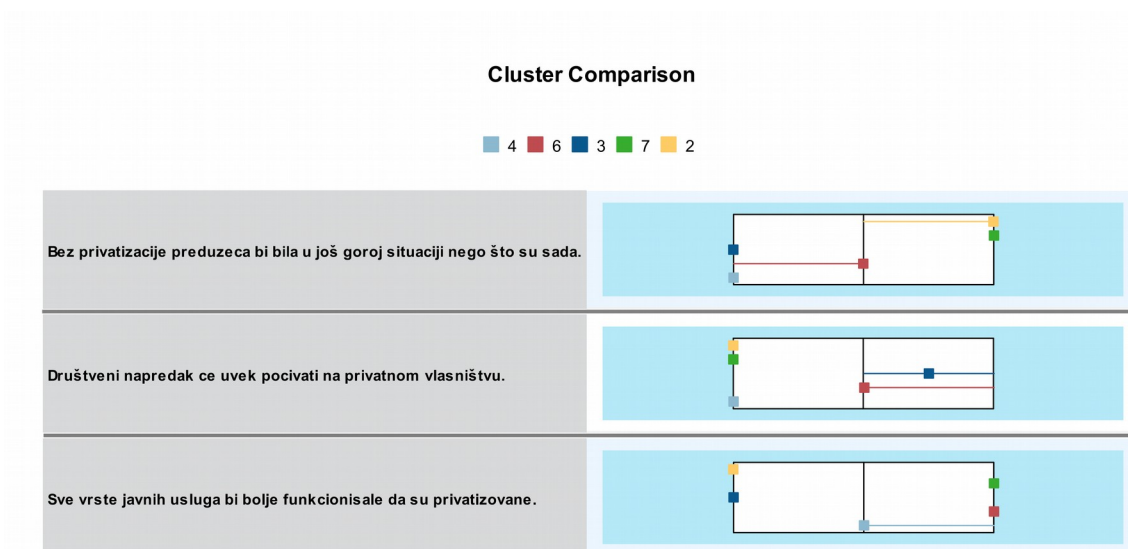 Cluster Comparison
4 6 3 7 2
Bez privatizacije preduzeca bi bila u još goroj situaciji nego što su sada.
Društveni napredak ce uvek pocivati na privatnom vlasništvu.
Sve vrste javnih usluga bi bolje funkcionisale da su privatizovane.